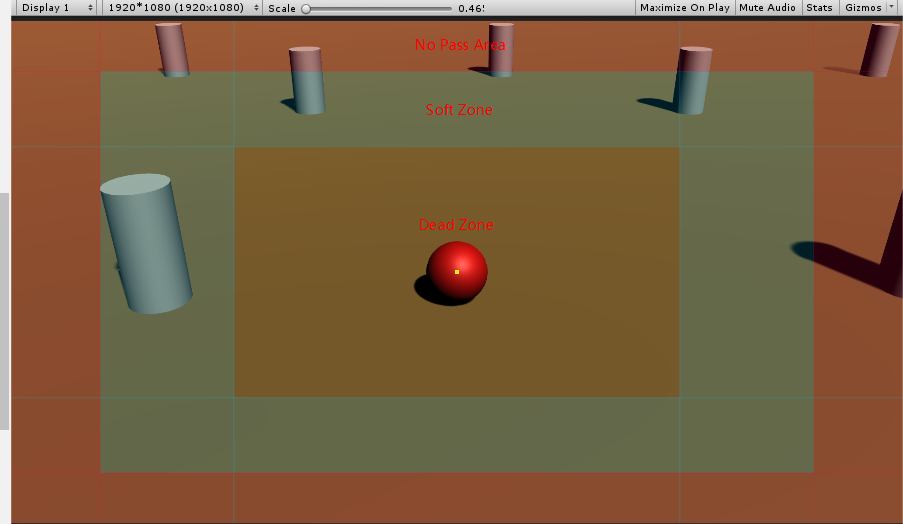 Display 1 1920*1080 (1920x1080) Scale 0.46: Maximize On Play Mute Audio Stats Gizmos
No Pass Area
Soft Zone
Dead Zone